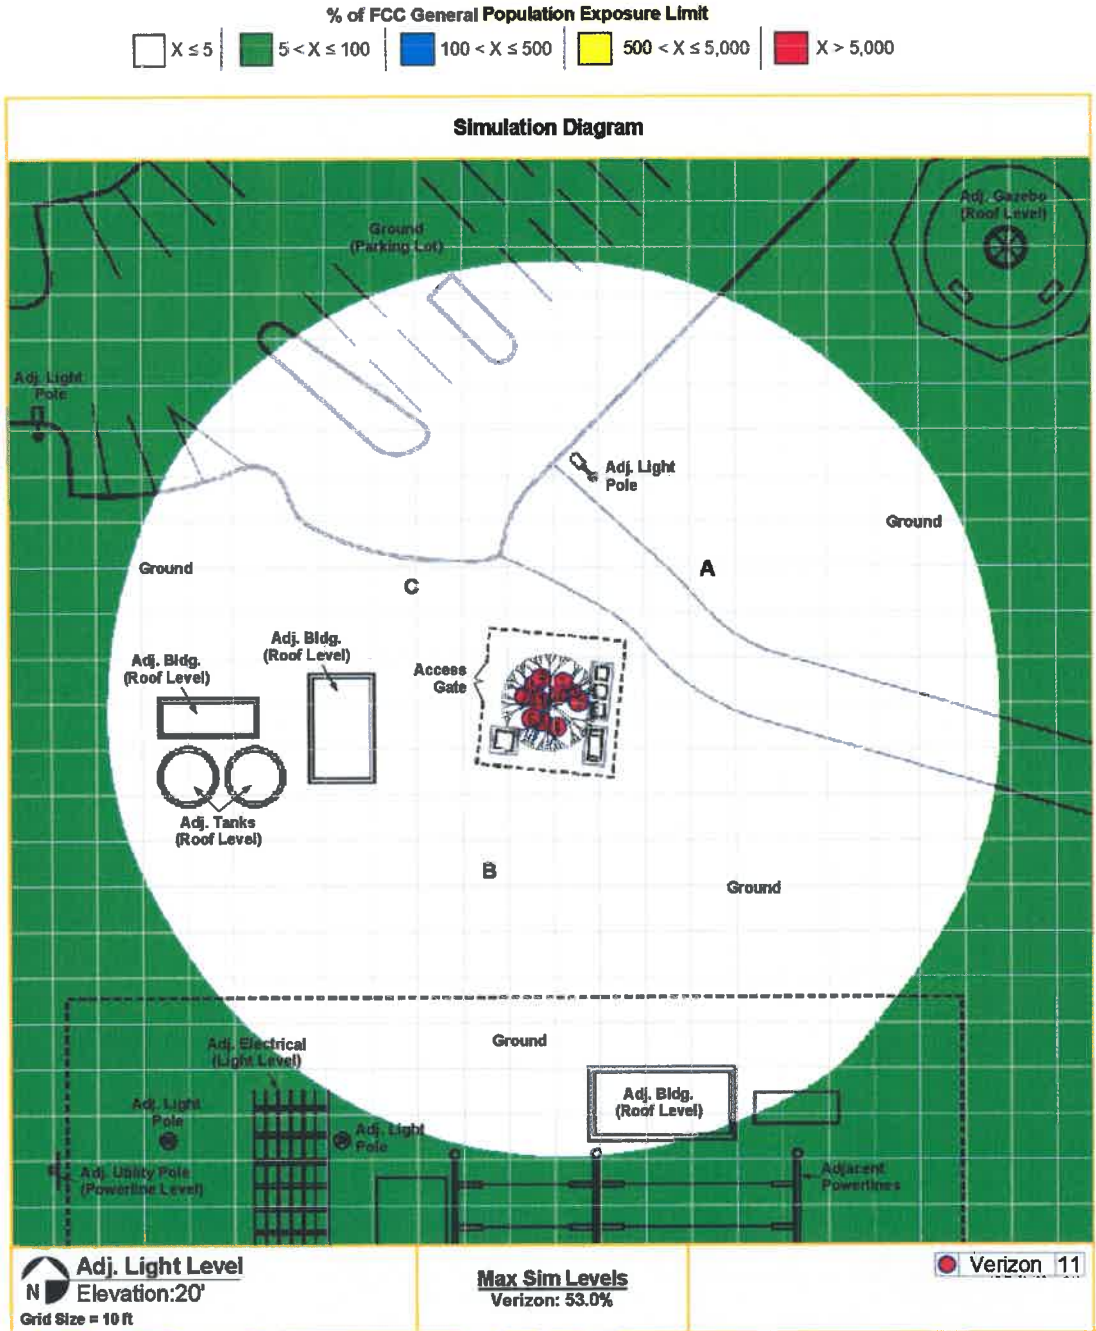 % of FCC General Population Exposure Limit
X ≤ 5
5 < X ≤ 100
100 < X ≤ 500
500 < X ≤ 5,000
X > 5,000
Simulation Diagram
Adj. Gazebo
(Roof Level)
Ground
(Parking Lot)
Adj. Light
Pole
Adj. Light
Pole
Ground
Ground
A
C
Adj. Bldg.
(Roof Level)
Adj. Bldg.
(Roof Level)
Access
Gate
Adj. Tanks
(Roof Level)
B
Ground
Ground
Adj. Electrical
(Light Level)
Adj. Bldg.
(Roof Level)
Adj. Light
Pole
Adj. Light
Pole
Adj. Utility Pole
(Powerline Level)
Adjacent
Powerlines
N
Adj. Light Level
Elevation:20'
Grid Size = 10 ft
Max Sim Levels
Verizon: 53.0%
Verizon 11